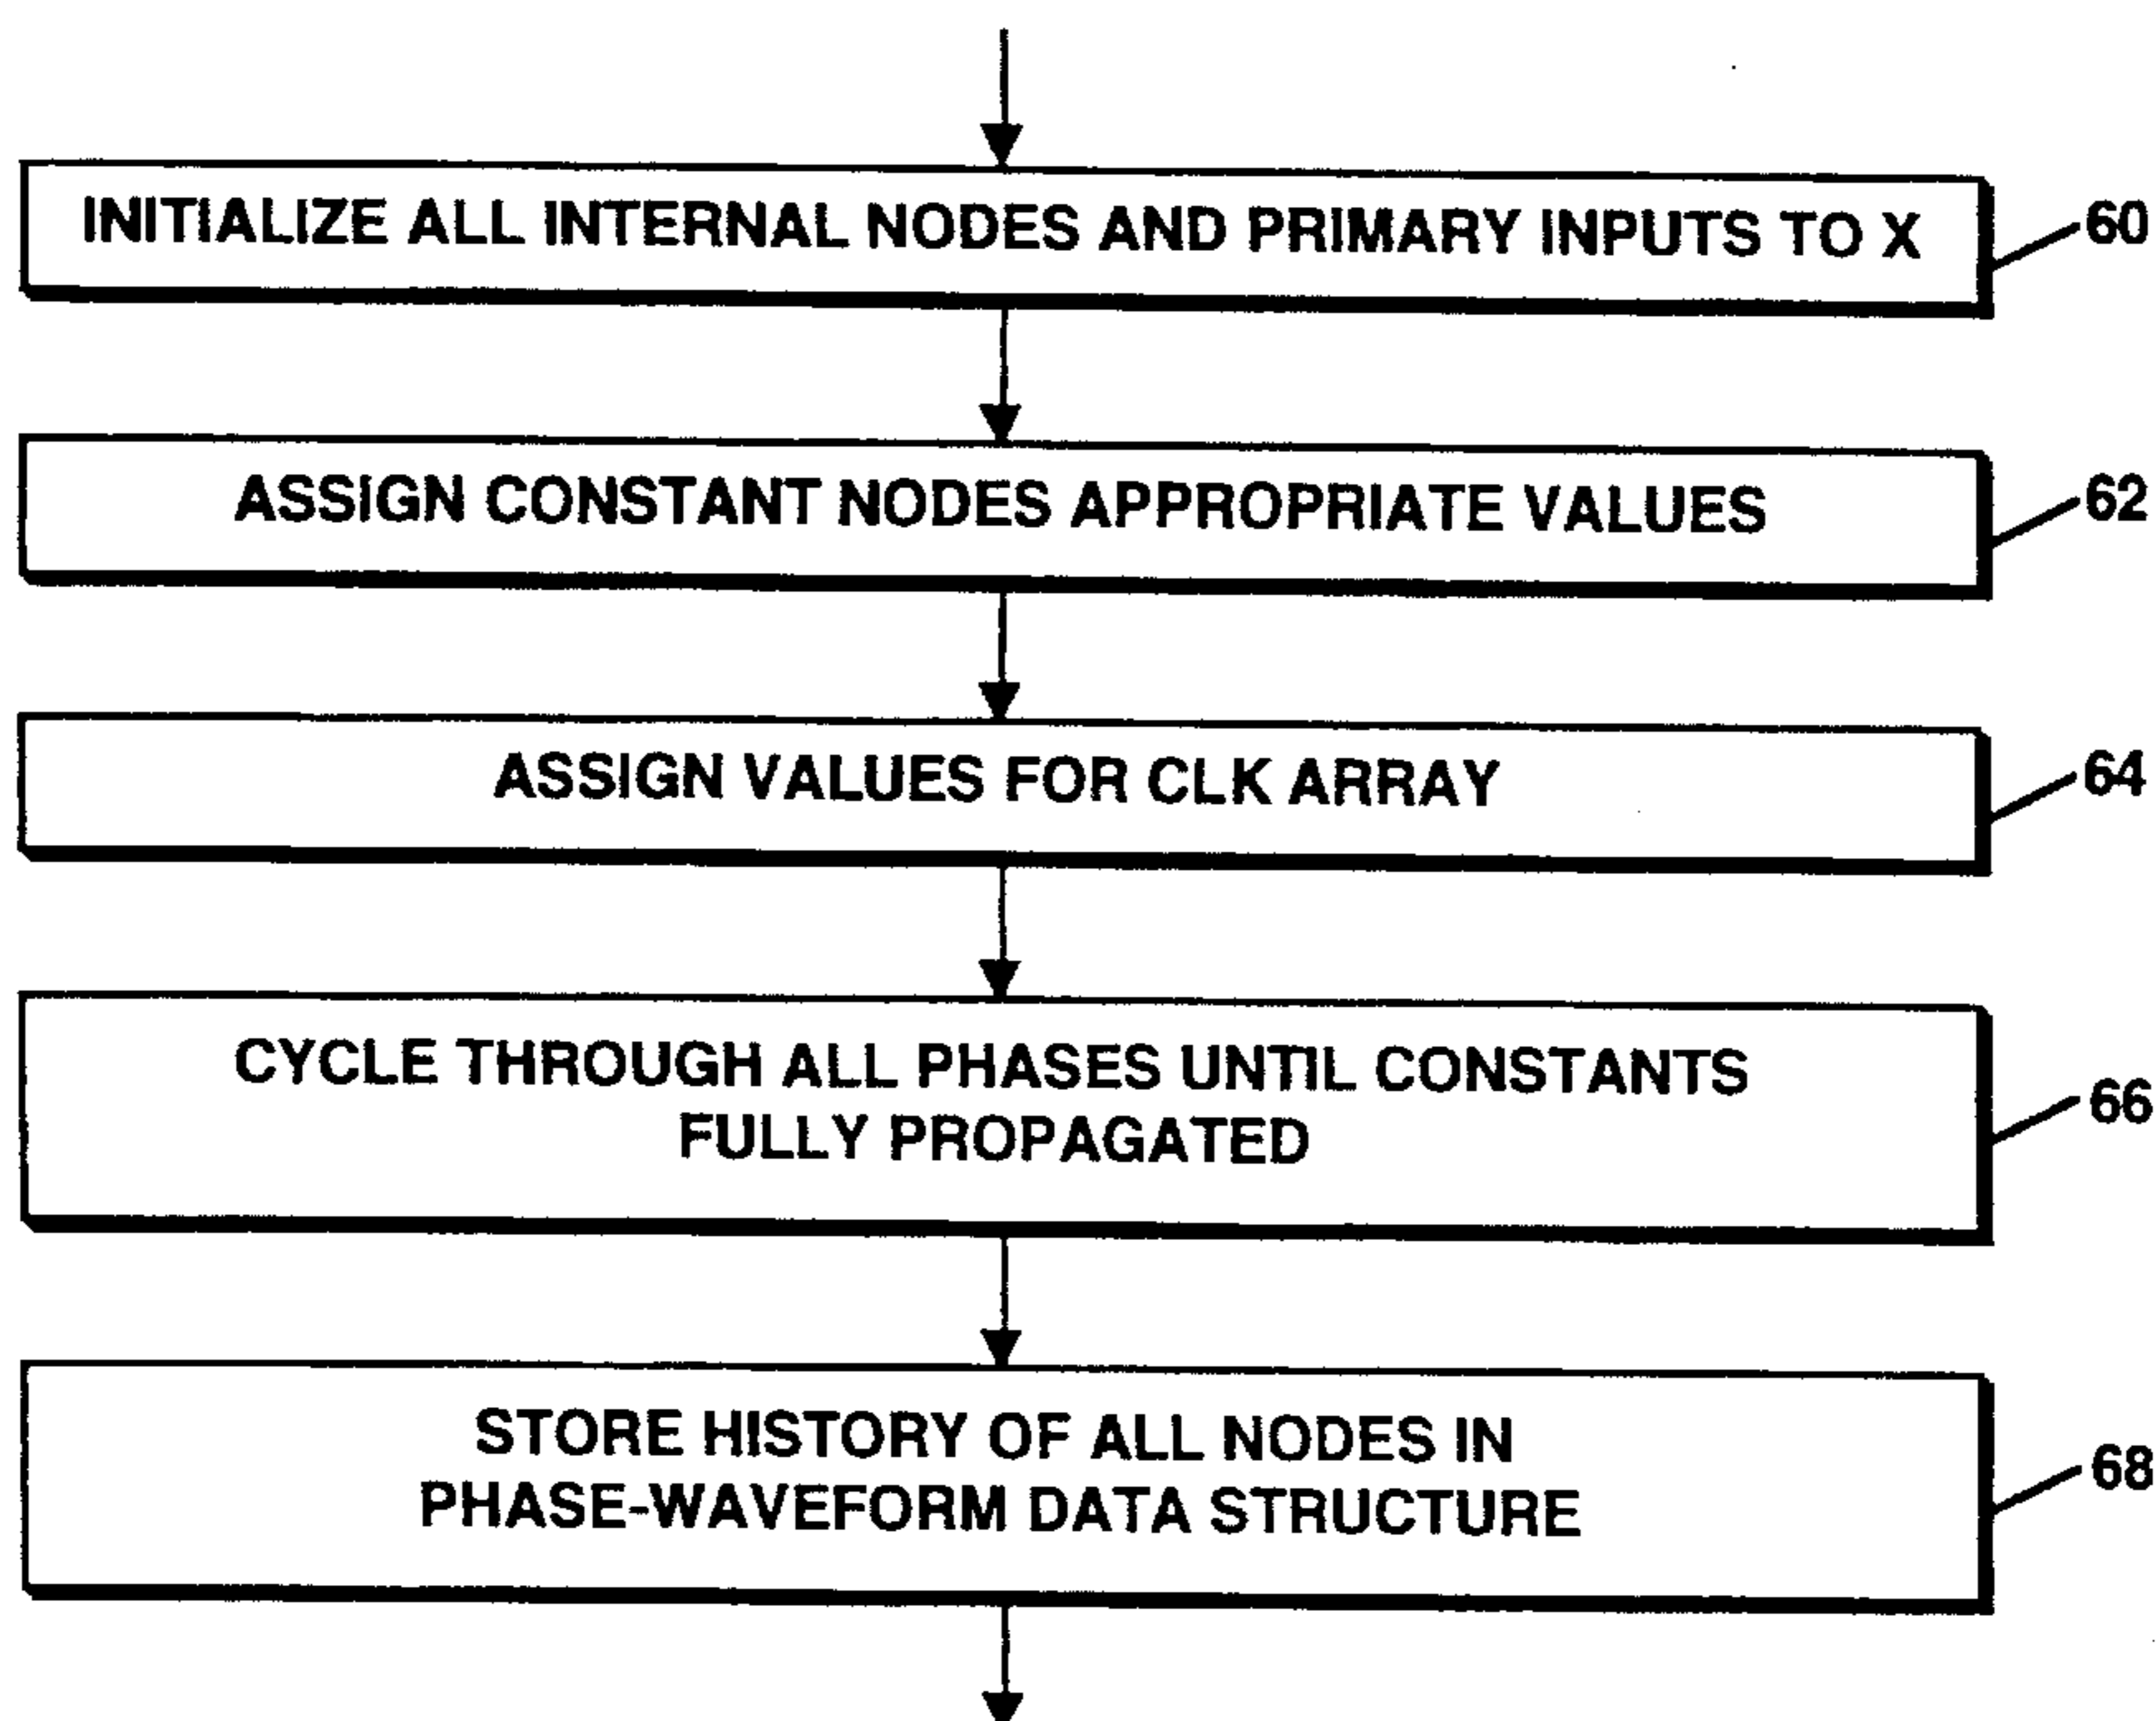 INITIALIZE ALL INTERNAL NODES AND PRIMARY INPUTS TO X
60
ASSIGN CONSTANT NODES APPROPRIATE VALUES
62
ASSIGN VALUES FOR CLK ARRAY
64
CYCLE THROUGH ALL PHASES UNTIL CONSTANTS
FULLY PROPAGATED
66
STORE HISTORY OF ALL NODES IN
PHASE-WAVEFORM DATA STRUCTURE
68